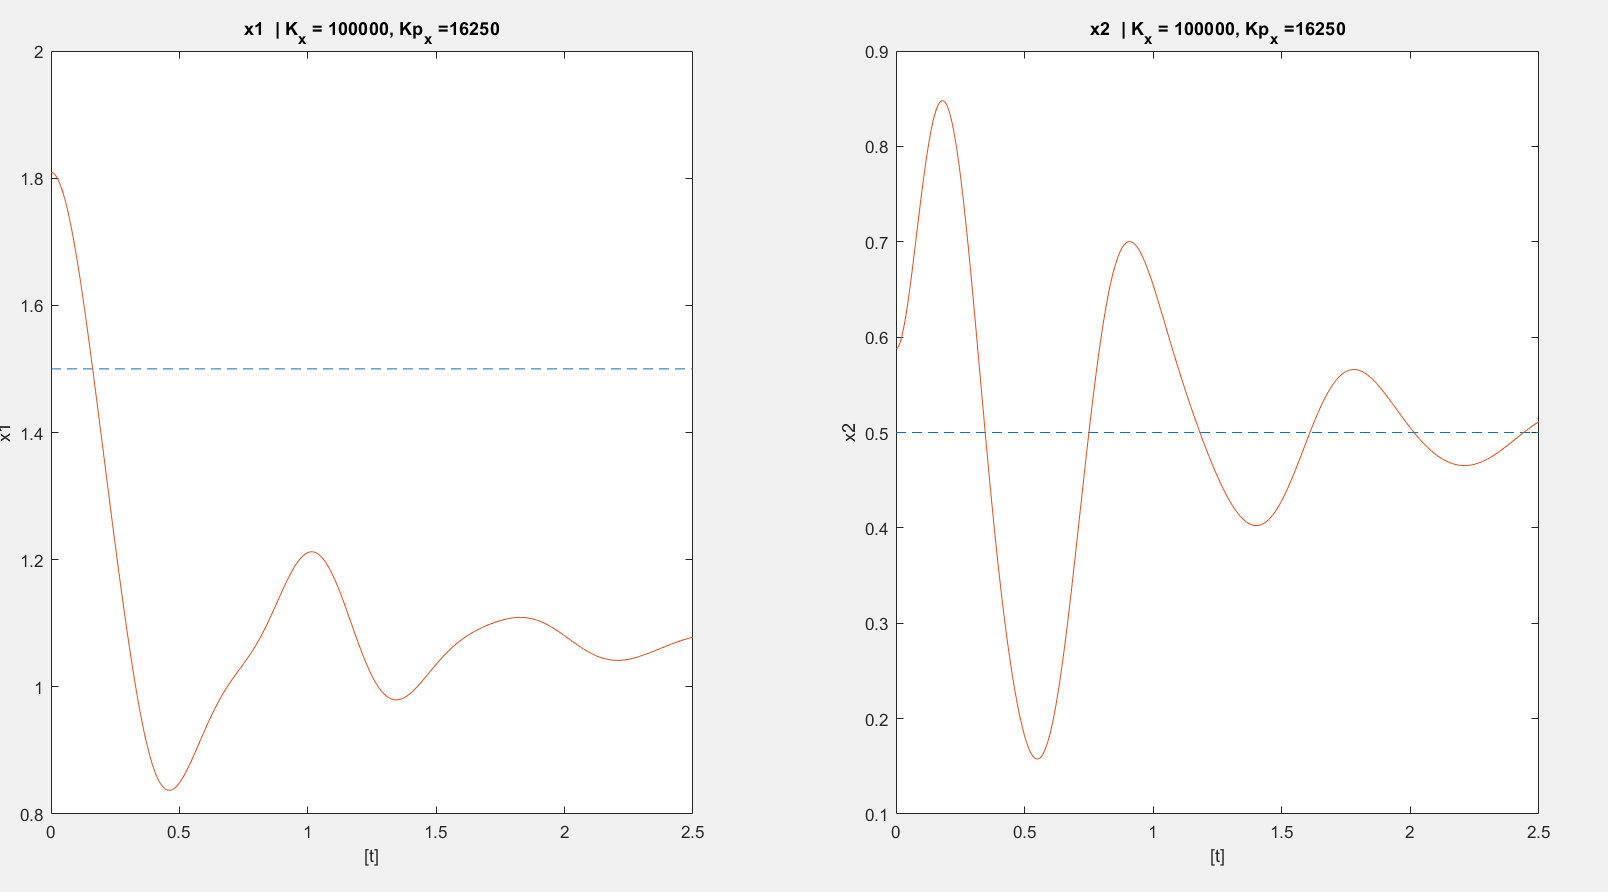 x1 | Kx = 100000, Kpx =16250
2
1.8
1.6
1.4
1.2
1
0.8
x1
0 0.5 1 1.5 2 2.5
[t]
x2 | Kx = 100000, Kpx =16250
0.9
0.8
0.7
0.6
0.5
0.4
0.3
0.2
0.1
x2
0 0.5 1 1.5 2 2.5
[t]